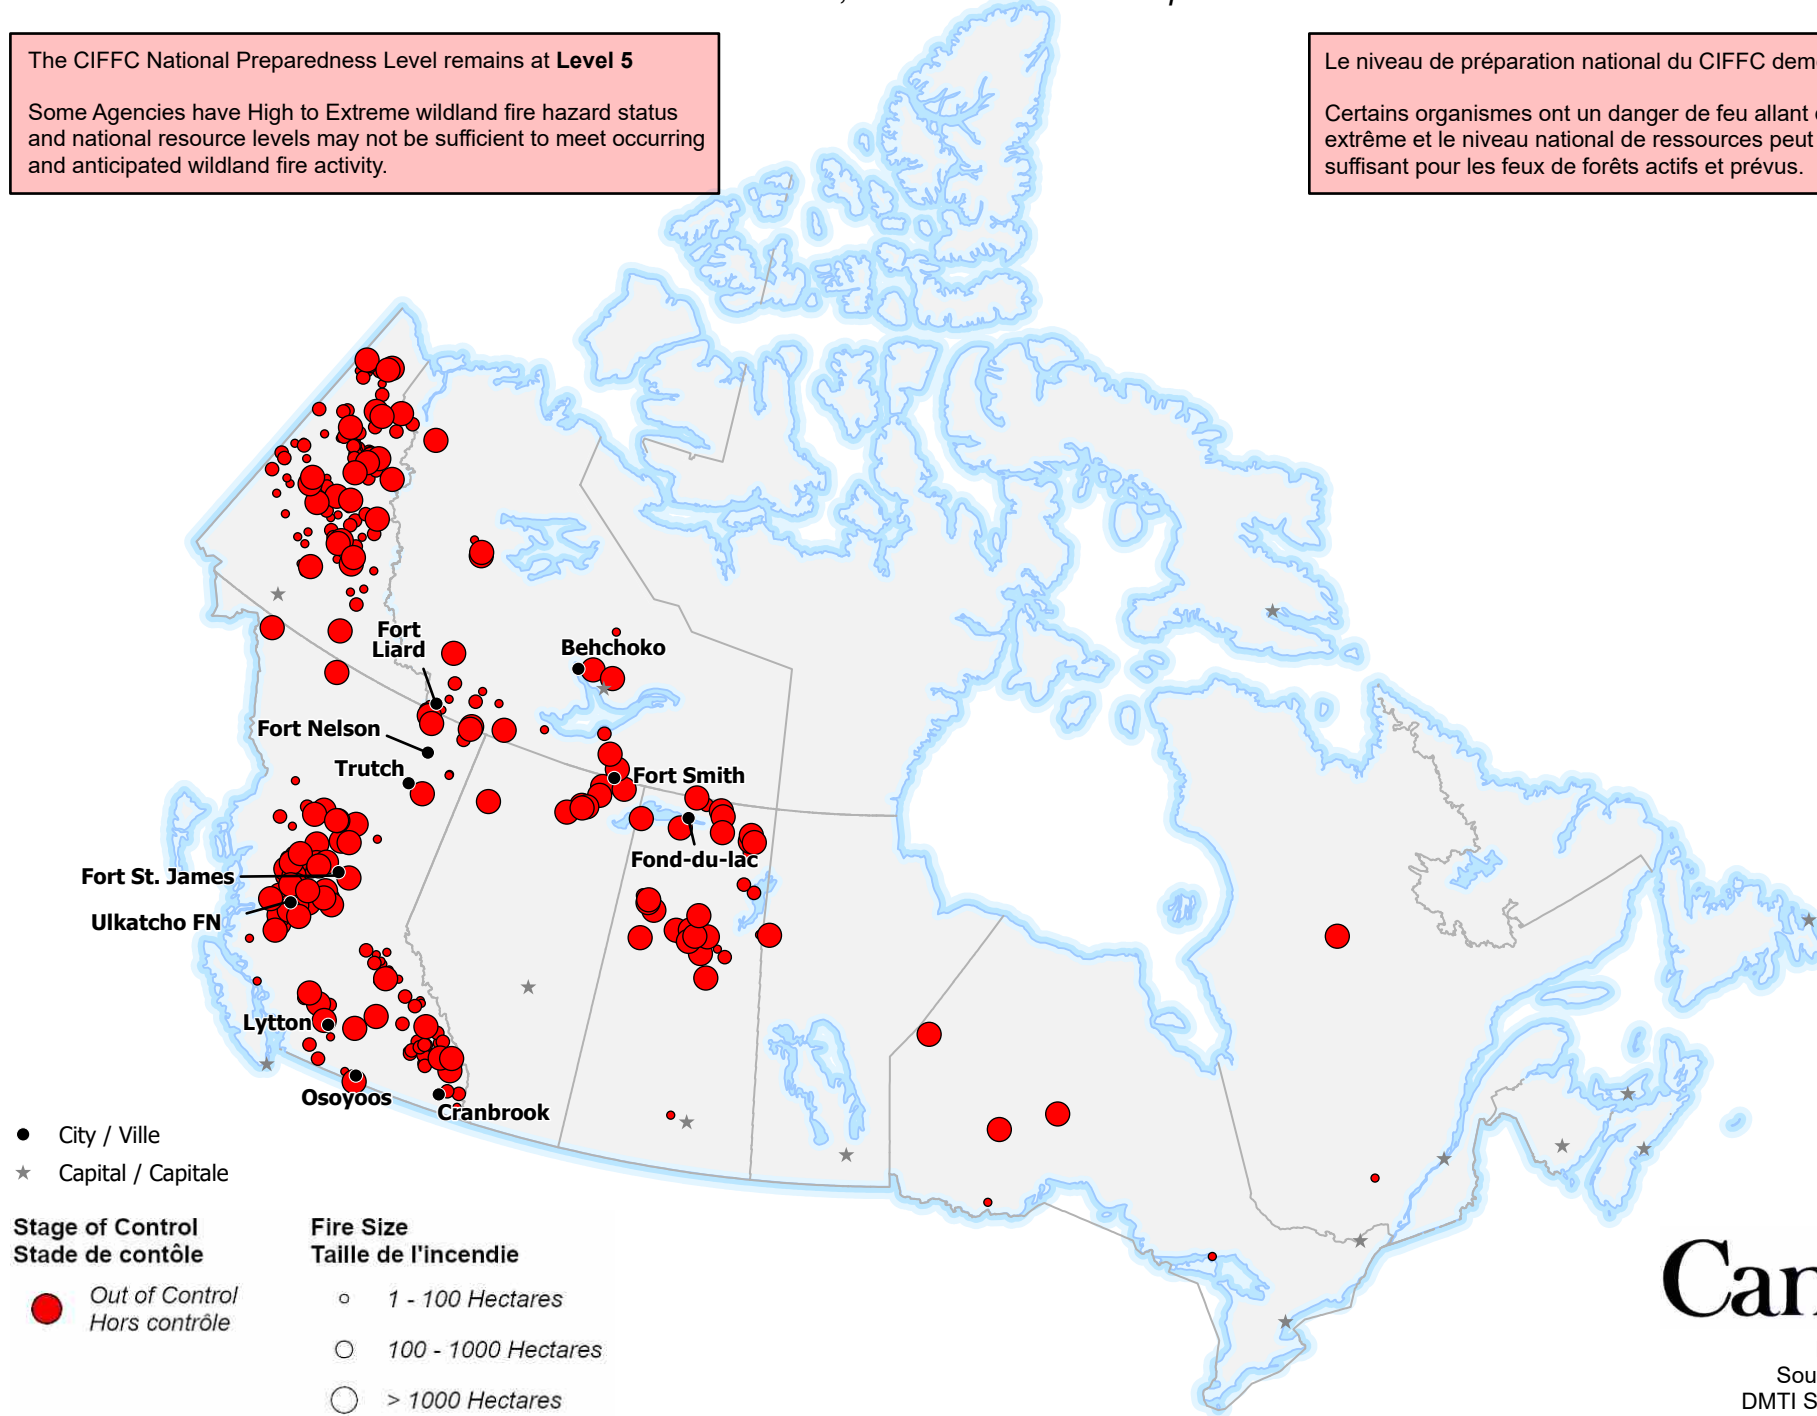 The CIFFC National Preparedness Level remains at Level 5
Some Agencies have High to Extreme wildland fire hazard status
and national resource levels may not be sufficient to meet occurring
and anticipated wildland fire activity.
Le niveau de préparation national du CIFFC
Certains organismes ont un danger de feu allant
extrême et le niveau national de ressources peut
suffisant pour les feux de forêts actifs et prévus.
Fort
Liard
Behchoko
Fort Nelson
Trutch
Fort Smith
Fond-du-lac
Fort St. James
Ulkatcho FN
Lytton
Osoyoos
Cranbrook
City / Ville
Capital / Capitale
Stage of Control
Stade de contôle
Out of Control
Hors contrôle
Fire Size
Taille de l'incendie
1 - 100 Hectares
100 - 1000 Hectares
> 1000 Hectares
DMTI